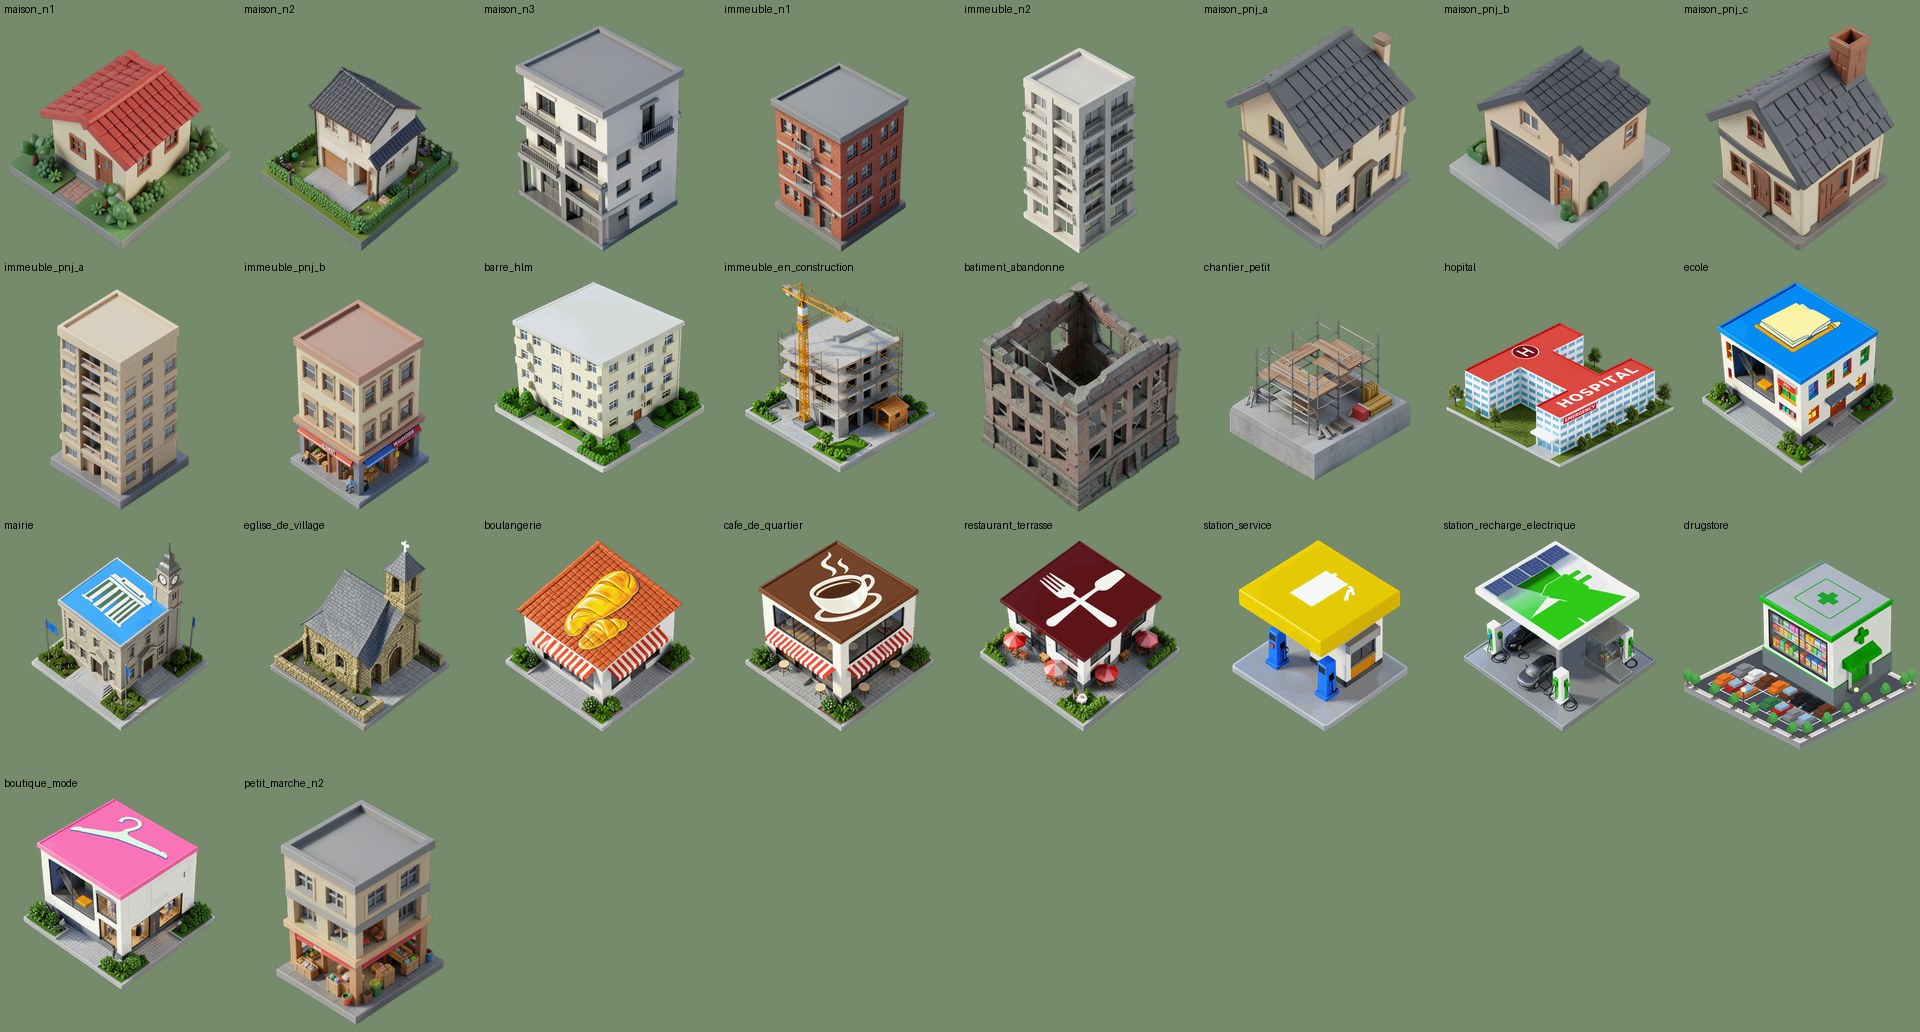 maison_n1
maison_n2
maison_n3
immeuble_n1
immeuble_n2
maison_pnj_a
maison_pnj_b
maison_pnj_c
immeuble_pnj_a
immeuble_pnj_b
barre_hlm
immeuble_en_construction
batiment_abandonne
chantier_petit
hopital
ecole
H
HOSPITAL
EMERGENCY
mairie
eglise_de_village
boulangerie
cafe_de_quartier
restaurant_terrasse
station_service
station_recharge_electrique
drugstore
boutique_mode
petit_marche_n2